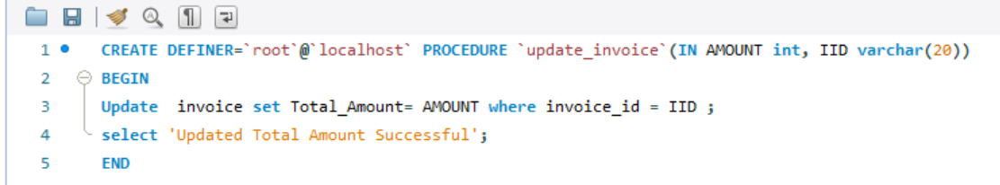 1 CREATE DEFINER=`root`@`localhost` PROCEDURE `update_invoice`(IN AMOUNT int, IID varchar(20))
2 BEGIN
3 Update  invoice set Total_Amount= AMOUNT where invoice_id = IID ;
4 select 'Updated Total Amount Successful';
5 END